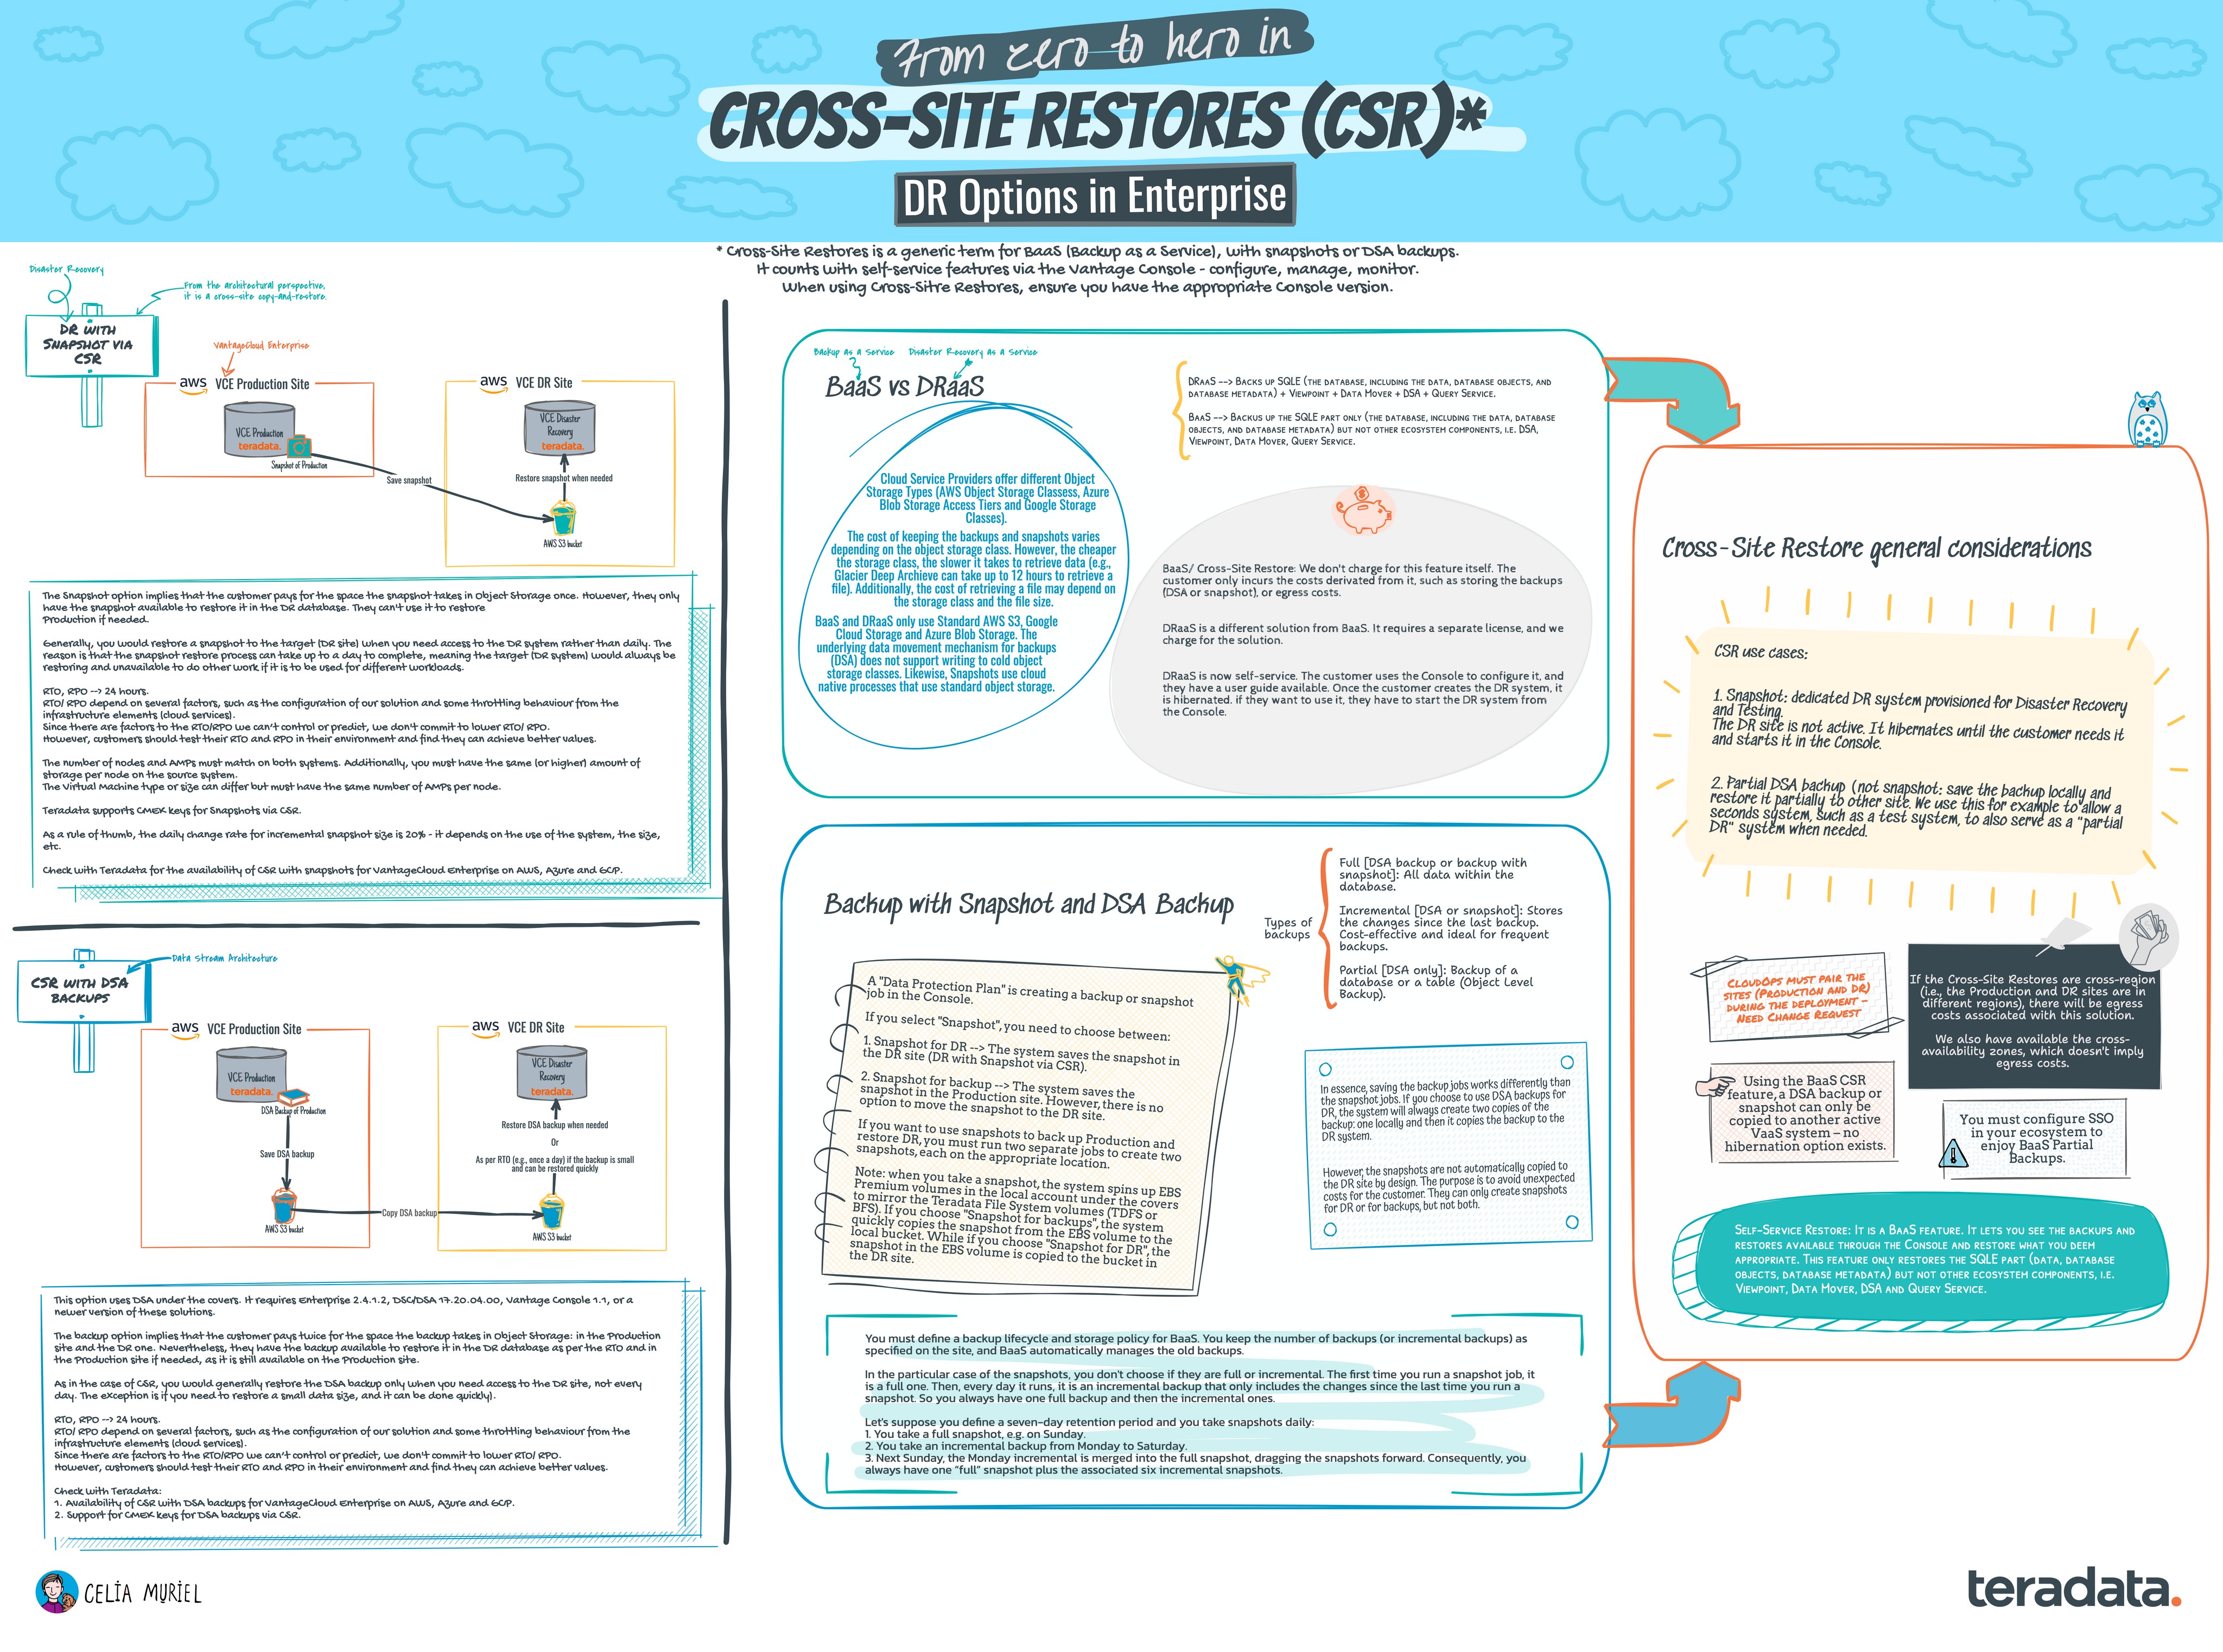 From zero to hero in
CROSS-SITE RESTORES (CSR)*
DR Options in Enterprise
* Cross-Site Restores is a generic term for BaaS (Backup as a Service), with snapshots or DSA backups.
It counts with self-service features via the Vantage Console - configure, manage, monitor.
When using Cross-Sitre Restores, ensure you have the appropriate Console version.
Disaster Recovery
From the architectural perspective,
it is a cross-site copy-and-restore.
DR with
Snapshot via
CSR
VantageCloud Enterprise
aws VCE Production Site
VCE Production
teradata.
Snapshot of Production
Save snapshot
aws VCE DR Site
VCE Disaster
Recovery
teradata.
Restore snapshot when needed
AWS S3 bucket
The Snapshot option implies that the customer pays for the space the snapshot takes in Object Storage once. However, they only
have the snapshot available to restore it in the DR database. They can't use it to restore
Production if needed.
Generally, you would restore a snapshot to the target (DR site) when you need access to the DR system rather than daily. The
reason is that the snapshot restore process can take up to a day to complete, meaning the target (DR system) would always be
restoring and unavailable to do other work if it is to be used for different workloads.
RTO, RPO --> 24 hours.
RTO/ RPO depend on several factors, such as the configuration of our solution and some throttling behaviour from the
infrastructure elements (cloud services).
Since there are factors to the RTO/RPO we can't control or predict, we don't commit to lower RTO/ RPO.
However, customers should test their RTO and RPO in their environment and find they can achieve better values.
The number of nodes and AMPs must match on both systems. Additionally, you must have the same (or higher) amount of
storage per node on the source system.
The Virtual Machine type or size can differ but must have the same number of AMPs per node.
Teradata supports CMEK keys for Snapshots via CSR.
As a rule of thumb, the daily change rate for incremental snapshot size is 20% - it depends on the use of the system, the size,
etc.
Check with Teradata for the availability of CSR with snapshots for VantageCloud Enterprise on AWS, Azure and GCP.
Data Stream Architecture
CSR with DSA
backups
aws VCE Production Site
VCE Production
teradata.
DSA Backup of Production
Save DSA backup
AWS S3 bucket
Copy DSA backup
aws VCE DR Site
VCE Disaster
Recovery
teradata.
Restore DSA backup when needed
Or
As per RTO (e.g., once a day) if the backup is small
and can be restored quickly
AWS S3 bucket
This option uses DSA under the covers. It requires Enterprise 2.4.1.2, DSC/DSA 17.20.04.00, Vantage Console 1.1, or a
newer version of these solutions.
The backup option implies that the customer pays twice for the space the backup takes in Object Storage: in the Production
site and the DR one. Nevertheless, they have the backup available to restore it in the DR database as per the RTO and in
the Production site if needed, as it is still available on the Production site.
As in the case of CSR, you would generally restore the DSA backup only when you need access to the DR site, not every
day. The exception is if you need to restore a small data size, and it can be done quickly).
RTO, RPO --> 24 hours.
RTO/ RPO depend on several factors, such as the configuration of our solution and some throttling behaviour from the
infrastructure elements (cloud services).
Since there are factors to the RTO/RPO we can't control or predict, we don't commit to lower RTO/ RPO.
However, customers should test their RTO and RPO in their environment and find they can achieve better values.
Check with Teradata:
1. Availability of CSR with DSA backups for VantageCloud Enterprise on AWS, Azure and GCP.
2. Support for CMEK keys for DSA backups via CSR.
Backup as a Service Disaster Recovery as a Service
BaaS vs DRaaS
DRaaS --> Backs up SQLE (the database, including the data, database objects, and
database metadata) + Viewpoint + Data Mover + DSA + Query Service.
BaaS --> Backus up the SQLE part only (the database, including the data, database
objects, and database metadata) but not other ecosystem components, i.e. DSA,
Viewpoint, Data Mover, Query Service.
Cloud Service Providers offer different Object
Storage Types (AWS Object Storage Classess, Azure
Blob Storage Access Tiers and Google Storage
Classes).
The cost of keeping the backups and snapshots varies
depending on the object storage class. However, the cheaper
the storage class, the slower it takes to retrieve data (e.g.,
Glacier Deep Archieve can take up to 12 hours to retrieve a
file). Additionally, the cost of retrieving a file may depend on
the storage class and the file size.
BaaS and DRaaS only use Standard AWS S3, Google
Cloud Storage and Azure Blob Storage. The
underlying data movement mechanism for backups
(DSA) does not support writing to cold object
storage classes. Likewise, Snapshots use cloud
native processes that use standard object storage.
BaaS/ Cross-Site Restore: We don't charge for this feature itself. The
customer only incurs the costs derivated from it, such as storing the backups
(DSA or snapshot), or egress costs.
DRaaS is a different solution from BaaS. It requires a separate license, and we
charge for the solution.
DRaaS is now self-service. The customer uses the Console to configure it, and
they have a user guide available. Once the customer creates the DR system, it
is hibernated. if they want to use it, they have to start the DR system from
the Console.
Backup with Snapshot and DSA Backup
Types of
backups
Full [DSA backup or backup with
snapshot]: All data within the
database.
Incremental [DSA or snapshot]: Stores
the changes since the last backup.
Cost-effective and ideal for frequent
backups.
Partial [DSA only]: Backup of a
database or a table (Object Level
Backup).
A "Data Protection Plan" is creating a backup or snapshot
job in the Console.
If you select "Snapshot", you need to choose between:
1. Snapshot for DR --> The system saves the snapshot in
the DR site (DR with Snapshot via CSR).
2. Snapshot for backup --> The system saves the
snapshot in the Production site. However, there is no
option to move the snapshot to the DR site.
If you want to use snapshots to back up Production and
restore DR, you must run two separate jobs to create two
snapshots, each on the appropriate location.
Note: when you take a snapshot, the system spins up EBS
Premium volumes in the local account under the covers
to mirror the Teradata File System volumes (TDFS or
BFS). If you choose "Snapshot for backups", the system
quickly copies the snapshot from the EBS volume to the
local bucket. While if you choose "Snapshot for DR", the
snapshot in the EBS volume is copied to the bucket in
the DR site.
In essence, saving the backup jobs works differently than
the snapshot jobs. If you choose to use DSA backups for
DR, the system will always create two copies of the
backup: one locally and then it copies the backup to the
DR system.
However, the snapshots are not automatically copied to
the DR site by design. The purpose is to avoid unexpected
costs for the customer. They can only create snapshots
for DR or for backups, but not both.
You must define a backup lifecycle and storage policy for BaaS. You keep the number of backups (or incremental backups) as
specified on the site, and BaaS automatically manages the old backups.
In the particular case of the snapshots, you don't choose if they are full or incremental. The first time you run a snapshot job, it
is a full one. Then, every day it runs, it is an incremental backup that only includes the changes since the last time you run a
snapshot. So you always have one full backup and then the incremental ones.
Let's suppose you define a seven-day retention period and you take snapshots daily:
1. You take a full snapshot, e.g. on Sunday.
2. You take an incremental backup from Monday to Saturday.
3. Next Sunday, the Monday incremental is merged into the full snapshot, dragging the snapshots forward. Consequently, you
always have one "full" snapshot plus the associated six incremental snapshots.
Cross-Site Restore general considerations
CSR use cases:
1. Snapshot: dedicated DR system provisioned for Disaster Recovery
and Testing.
The DR site is not active. It hibernates until the customer needs it
and starts it in the Console.
2. Partial DSA backup (not snapshot: save the backup locally and
restore it partially to other site. We use this for example to allow a
seconds system, such as a test system, to also serve as a "partial
DR" system when needed.
CloudOps must pair the
sites (Production and DR)
during the deployment -
Need Change Request
If the Cross-Site Restores are cross-region
(i.e., the Production and DR sites are in
different regions), there will be egress
costs associated with this solution.
We also have available the cross-
availability zones, which doesn't imply
egress costs.
Using the BaaS CSR
feature, a DSA backup or
snapshot can only be
copied to another active
VaaS system – no
hibernation option exists.
You must configure SSO
in your ecosystem to
enjoy BaaS Partial
Backups.
Self-Service Restore: It is a BaaS feature. It lets you see the backups and
restores available through the Console and restore what you deem
appropriate. This feature only restores the SQLE part (data, database
objects, database metadata) but not other ecosystem components, i.e.
Viewpoint, Data Mover, DSA and Query Service.
CELIA MURIEL
teradata.